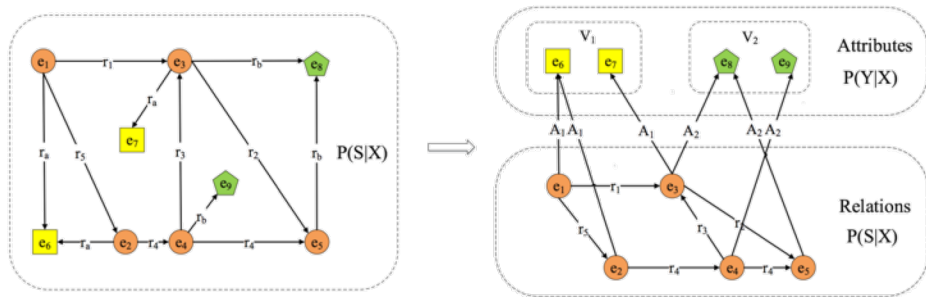 e1
r1
e3
rb
e8
ra
e7
ra
r5
r3
r2
rb
P(S|X)
e9
rb
e6
ra
e2
r4
e4
r4
e5
V1
V2
Attributes
P(Y|X)
e6
e7
e8
e9
A1
A1
A1
A2
A2
A2
e1
r1
e3
Relations
P(S|X)
r5
r3
e2
r4
e4
r4
e5